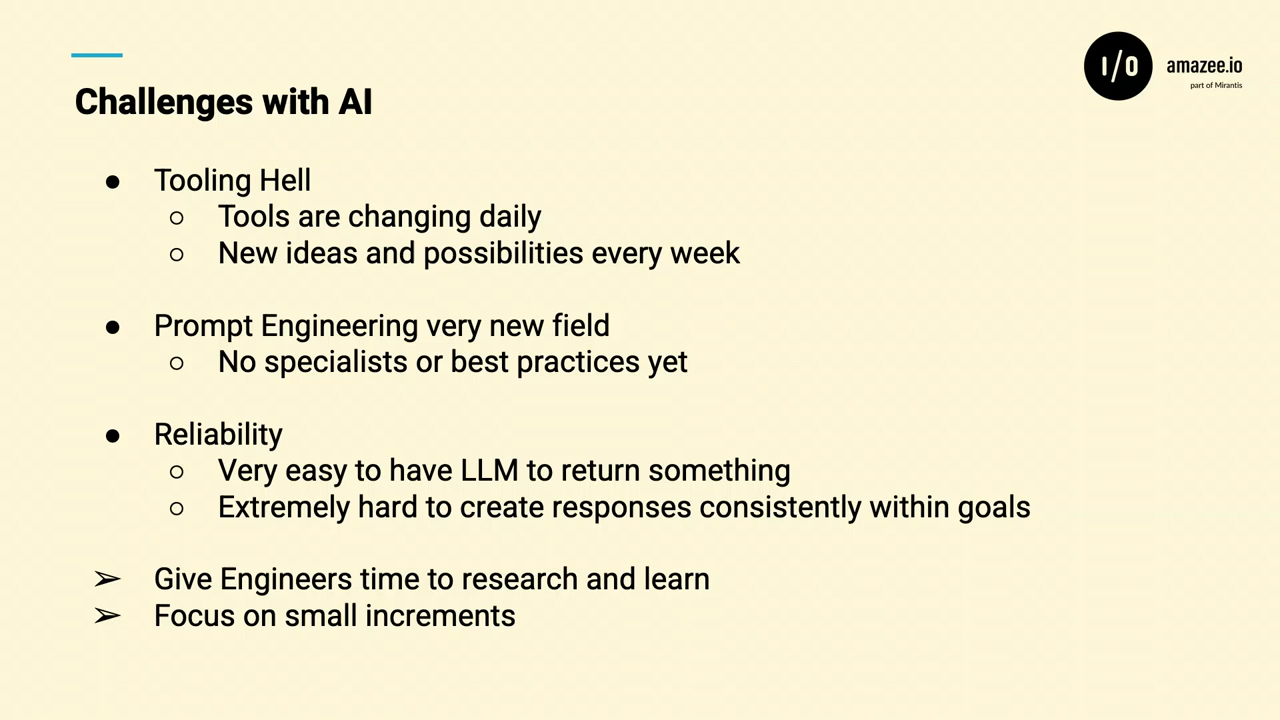 I/O
amazee.io
part of Mirantis
Challenges with AI
● Tooling Hell
○ Tools are changing daily
○ New ideas and possibilities every week
● Prompt Engineering very new field
○ No specialists or best practices yet
● Reliability
○ Very easy to have LLM to return something
○ Extremely hard to create responses consistently within goals
➢ Give Engineers time to research and learn
➢ Focus on small increments